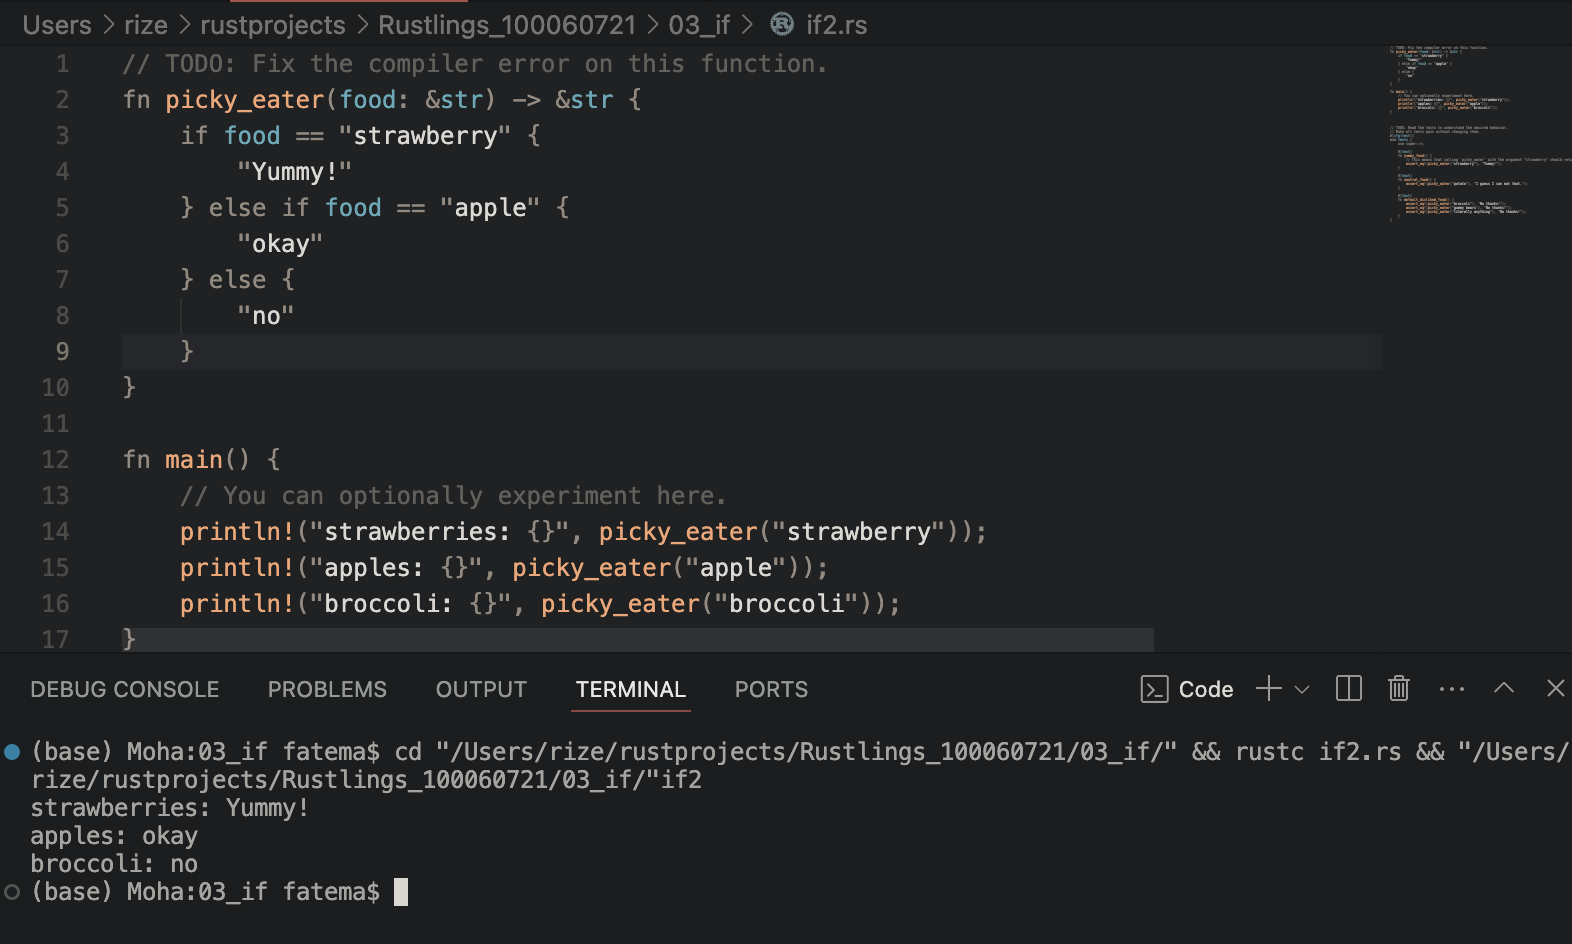 Users > rize > rustprojects > Rustlings_100060721 > 03_if > if2.rs
1 // TODO: Fix the compiler error on this function.
2 fn picky_eater(food: &str) -> &str {
3     if food == "strawberry" {
4         "Yummy!"
5     } else if food == "apple" {
6         "okay"
7     } else {
8         "no"
9     }
10 }
11
12 fn main() {
13     // You can optionally experiment here.
14     println!("strawberries: {}", picky_eater("strawberry"));
15     println!("apples: {}", picky_eater("apple"));
16     println!("broccoli: {}", picky_eater("broccoli"));
17 }
DEBUG CONSOLE PROBLEMS OUTPUT TERMINAL PORTS Code
(base) Moha:03_if fatema$ cd "/Users/rize/rustprojects/Rustlings_100060721/03_if/" && rustc if2.rs && "/Users/
rize/rustprojects/Rustlings_100060721/03_if/"if2
strawberries: Yummy!
apples: okay
broccoli: no
(base) Moha:03_if fatema$